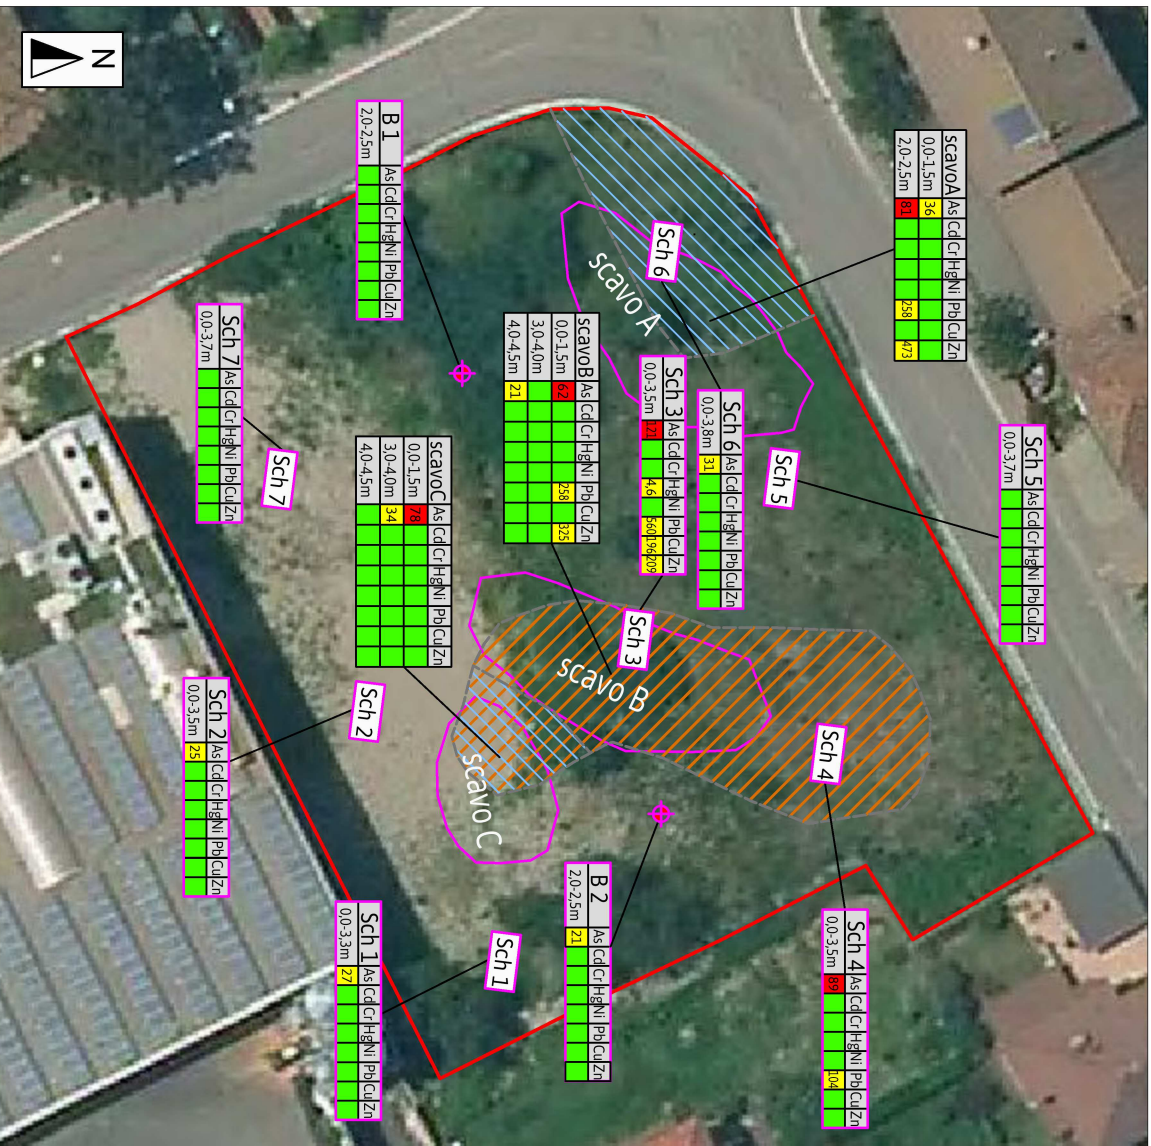 Sch 5 As Cd Cr Hg Ni Pb Cu Zn
0,0-3,7m
scavoA As Cd Cr Hg Ni Pb Cu Zn
0,0-1,5m 36
2,0-2,5m 81 258 473
Sch 4 As Cd Cr Hg Ni Pb Cu Zn
0,0-3,5m 89 104
Sch 4
Sch 5
Sch 6 As Cd Cr Hg Ni Pb Cu Zn
0,0-3,8m 31
Sch 6
Sch 3 As Cd Cr Hg Ni Pb Cu Zn
0,0-3,5m 121 4,6 560 196 209
Sch 3
scavo A
scavo B
B 2 As Cd Cr Hg Ni Pb Cu Zn
2,0-2,5m 21
scavoB As Cd Cr Hg Ni Pb Cu Zn
0,0-1,5m 62 258 325
3,0-4,0m
4,0-4,5m 21
Sch 1
scavo C
scavoC As Cd Cr Hg Ni Pb Cu Zn
0,0-1,5m 78
3,0-4,0m 34
4,0-4,5m
B 1 As Cd Cr Hg Ni Pb Cu Zn
2,0-2,5m
Sch 2
Sch 1 As Cd Cr Hg Ni Pb Cu Zn
0,0-3,3m 27
Sch 7
Sch 7 As Cd Cr Hg Ni Pb Cu Zn
0,0-3,7m
Sch 2 As Cd Cr Hg Ni Pb Cu Zn
0,0-3,5m 25
N